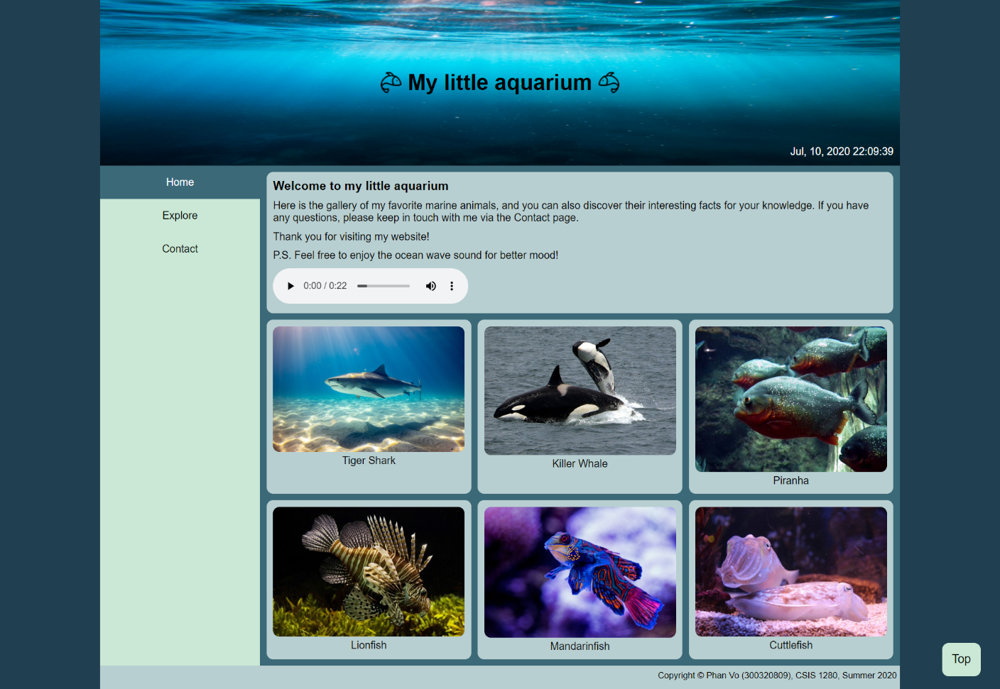 My little aquarium
Jul, 10, 2020 22:09:39
Home
Explore
Contact
Welcome to my little aquarium
Here is the gallery of my favorite marine animals, and you can also discover their interesting facts for your knowledge. If you have
any questions, please keep in touch with me via the Contact page.
Thank you for visiting my website!
P.S. Feel free to enjoy the ocean wave sound for better mood!
0:00 / 0:22
Tiger Shark
Killer Whale
Piranha
Lionfish
Mandarinfish
Cuttlefish
Top
Copyright © Phan Vo (300320809), CSIS 1280, Summer 2020